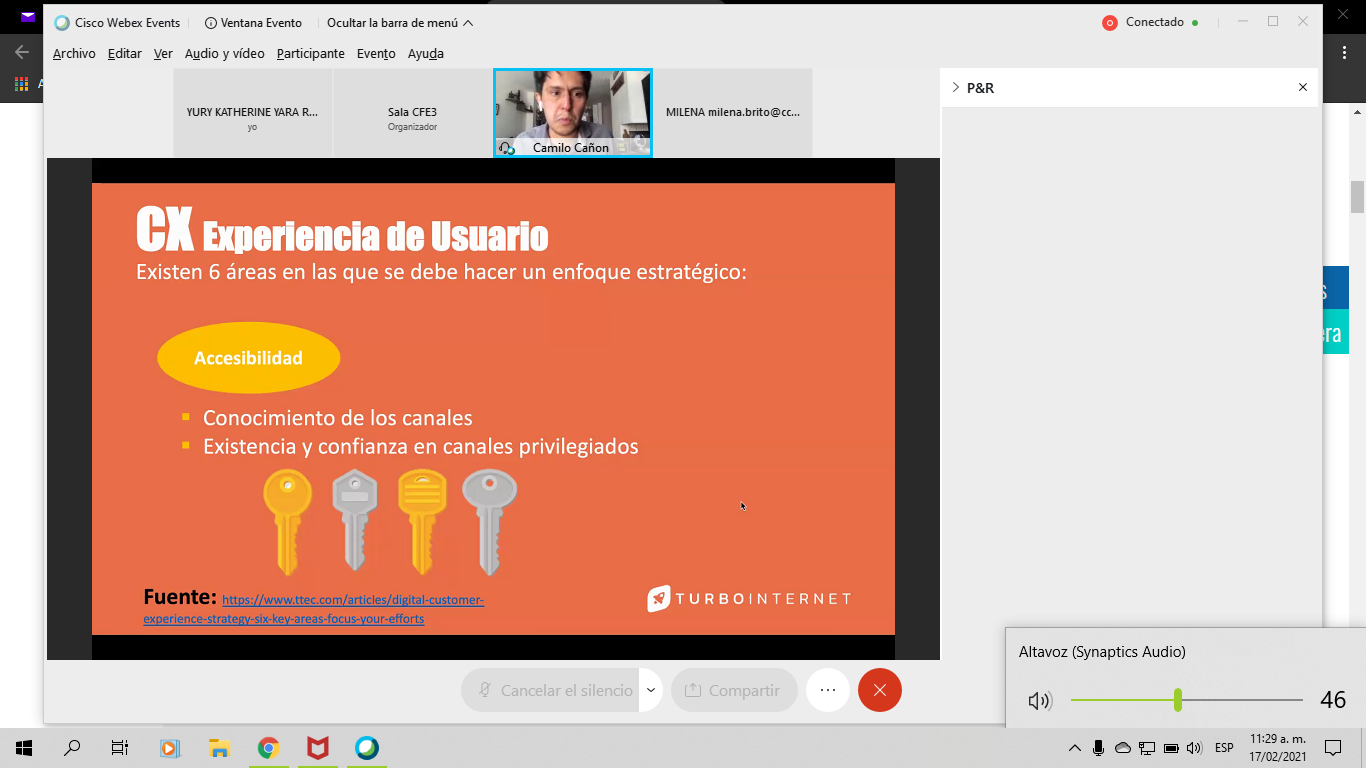 Cisco Webex Events
Ventana Evento
Ocultar la barra de menú
Conectado
Archivo Editar Ver Audio y vídeo Participante Evento Ayuda
YURY KATHERINE YARA R...
yo
Sala CFE3
Organizador
Camilo Cañon
MILENA milena.brito@cc...
P&R
CX Experiencia de Usuario
Existen 6 áreas en las que se debe hacer un enfoque estratégico:
Accesibilidad
Conocimiento de los canales
Existencia y confianza en canales privilegiados
Fuente: https://www.ttec.com/articles/digital-customer-
experience-strategy-six-key-areas-focus-your-efforts
TURBOINTERNET
Cancelar el silencio
Compartir
Altavoz (Synaptics Audio)
46
ESP
11:29 a. m.
17/02/2021